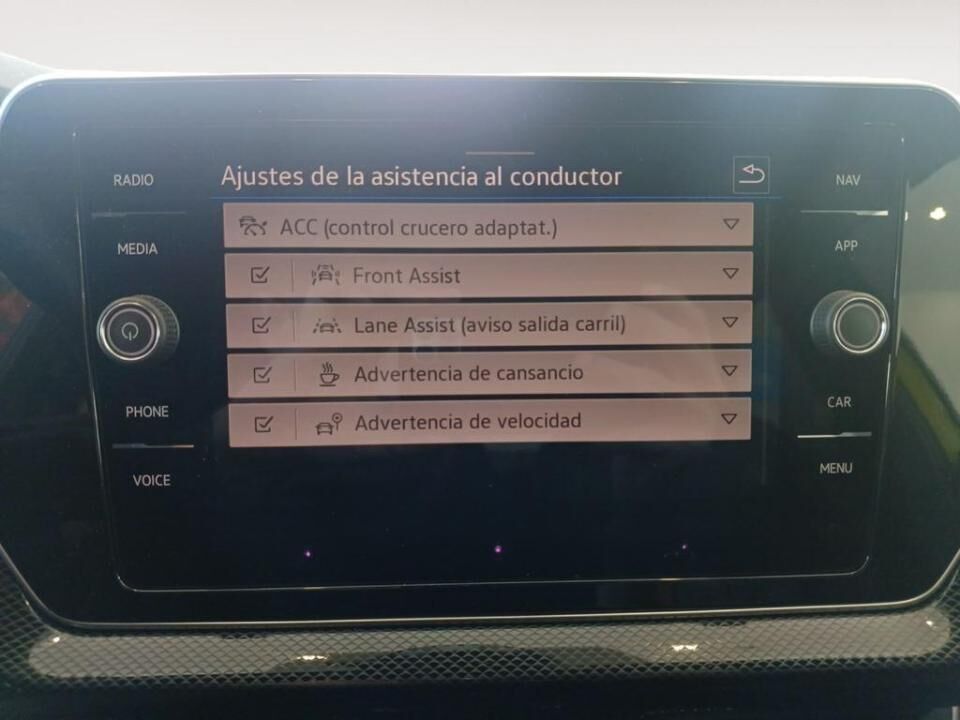 Ajustes de la asistencia al conductor
RADIO
MEDIA
PHONE
VOICE
ACC (control crucero adaptat.)
Front Assist
Lane Assist (aviso salida carril)
Advertencia de cansancio
Advertencia de velocidad
NAV
APP
CAR
MENU